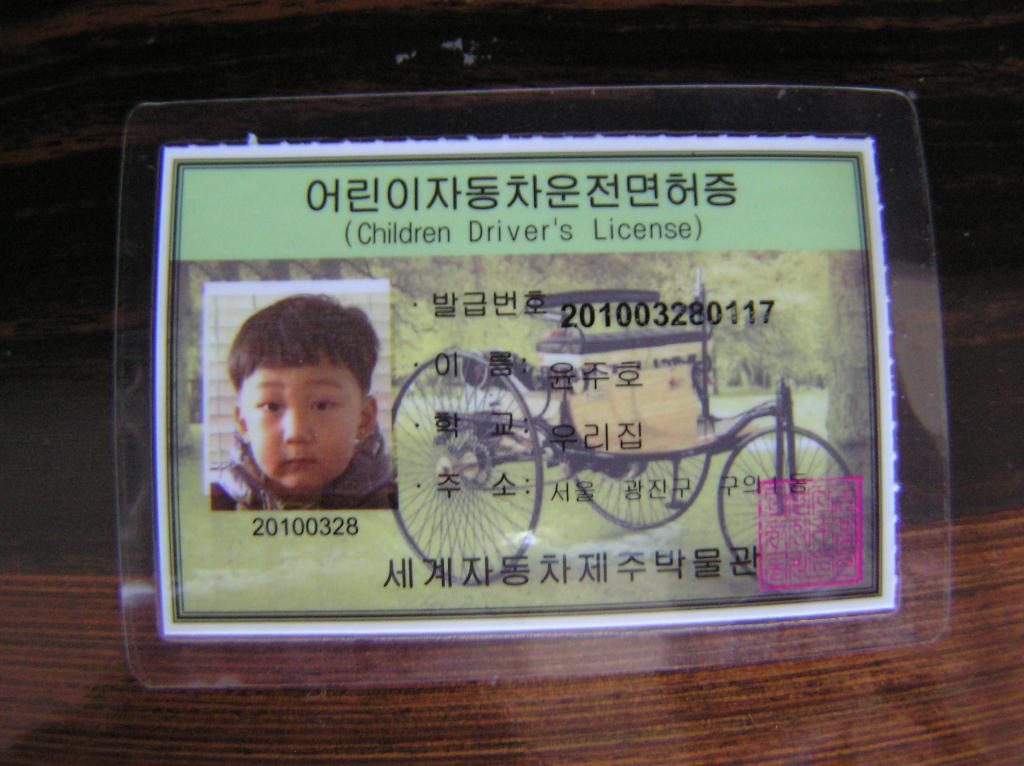 어린이자동차운전면허증
(Children Driver's License)
· 발급번호 201003280117
· 이 름: 윤주호
· 학 교: 우리집
· 주 소: 서울 광진구 구의1동
20100328
세계자동차제주박물관